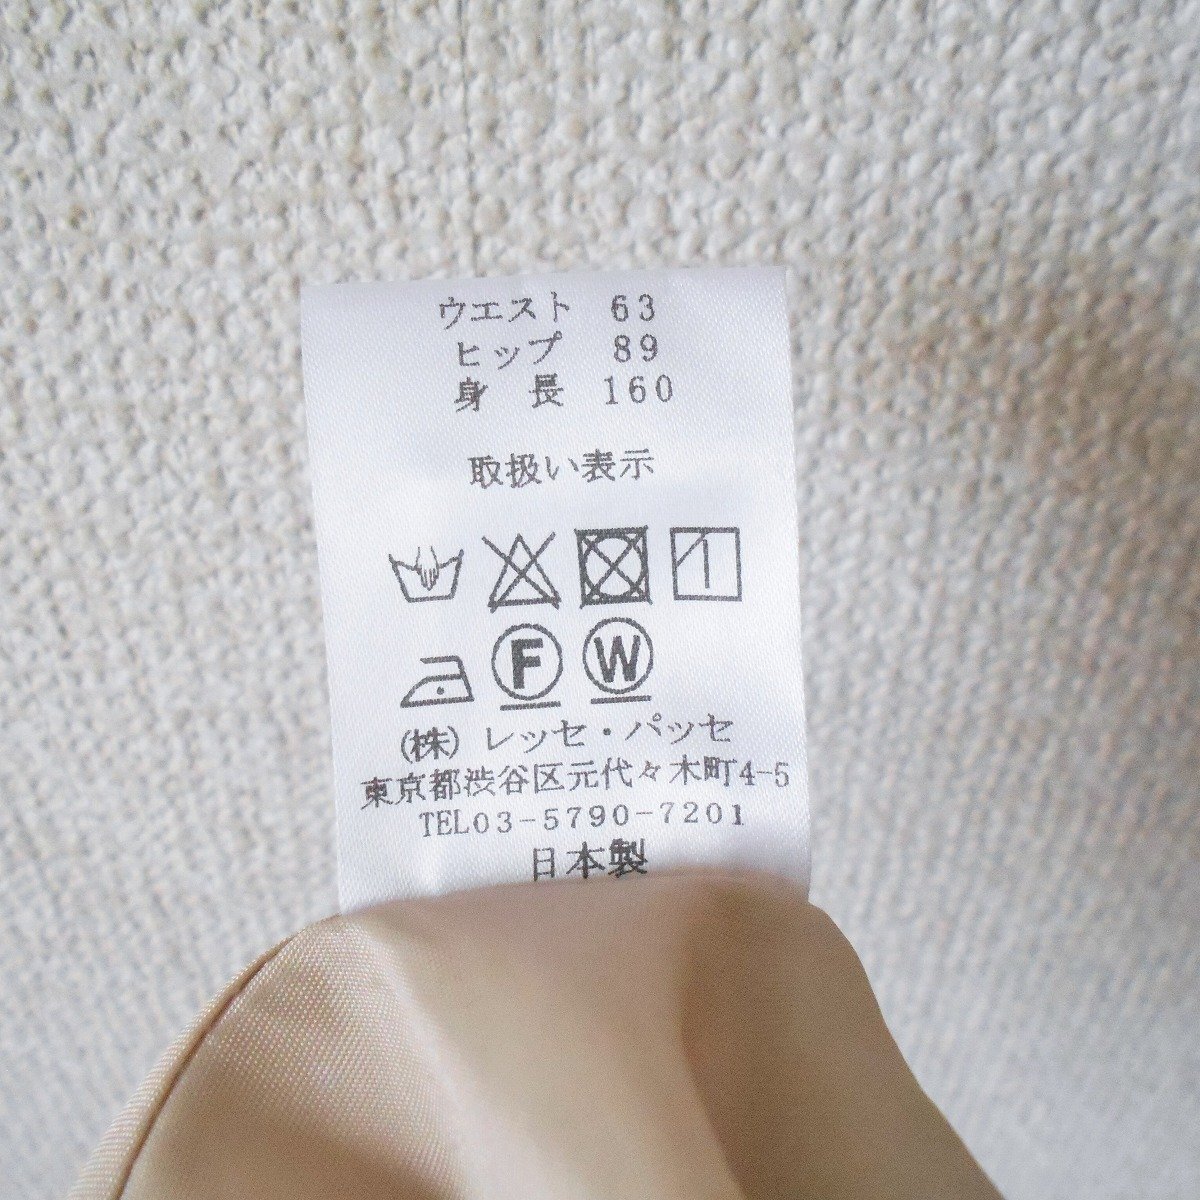 ウエスト 63
ヒップ 89
身 長 160
取扱い表示
F W
(株) レッセ・パッセ
東京都渋谷区元代々木町4-5
TEL03-5790-7201
日本製